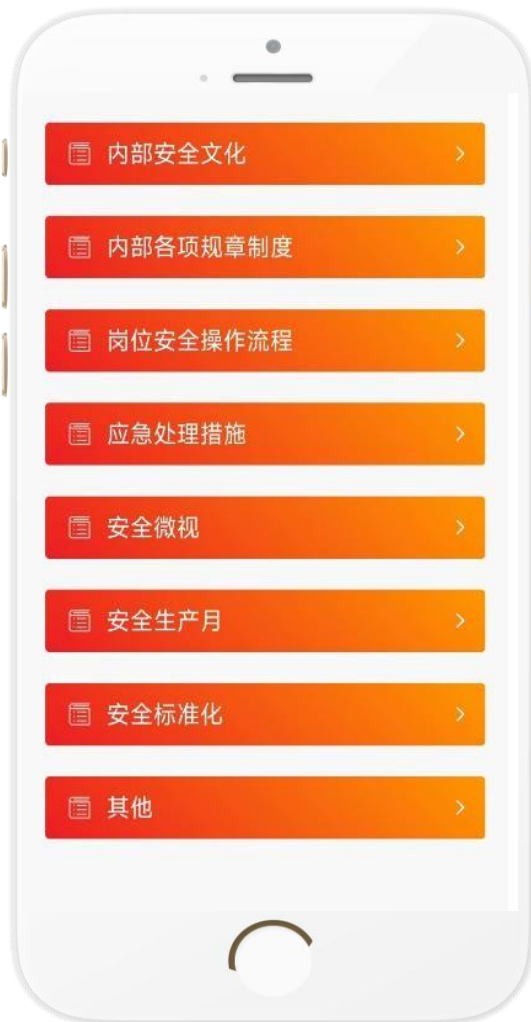 内部安全文化
内部各项规章制度
岗位安全操作流程
应急处理措施
安全微视
安全生产月
安全标准化
其他